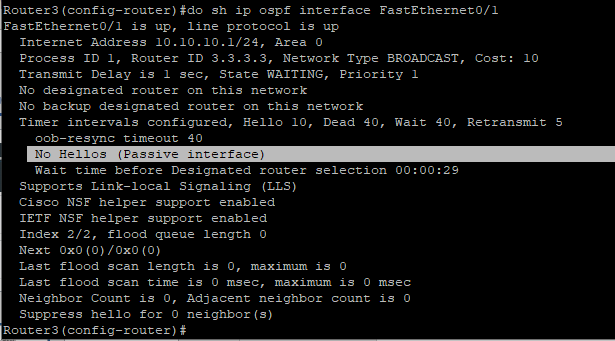 Router3(config-router)#do sh ip ospf interface FastEthernet0/1
FastEthernet0/1 is up, line protocol is up
Internet Address 10.10.10.1/24, Area 0
Process ID 1, Router ID 3.3.3.3, Network Type BROADCAST, Cost: 10
Transmit Delay is 1 sec, State WAITING, Priority 1
No designated router on this network
No backup designated router on this network
Timer intervals configured, Hello 10, Dead 40, Wait 40, Retransmit 5
oob-resync timeout 40
No Hellos (Passive interface)
Wait time before Designated router selection 00:00:29
Supports Link-local Signaling (LLS)
Cisco NSF helper support enabled
IETF NSF helper support enabled
Index 2/2, flood queue length 0
Next 0x0(0)/0x0(0)
Last flood scan length is 0, maximum is 0
Last flood scan time is 0 msec, maximum is 0 msec
Neighbor Count is 0, Adjacent neighbor count is 0
Suppress hello for 0 neighbor(s)
Router3(config-router)#